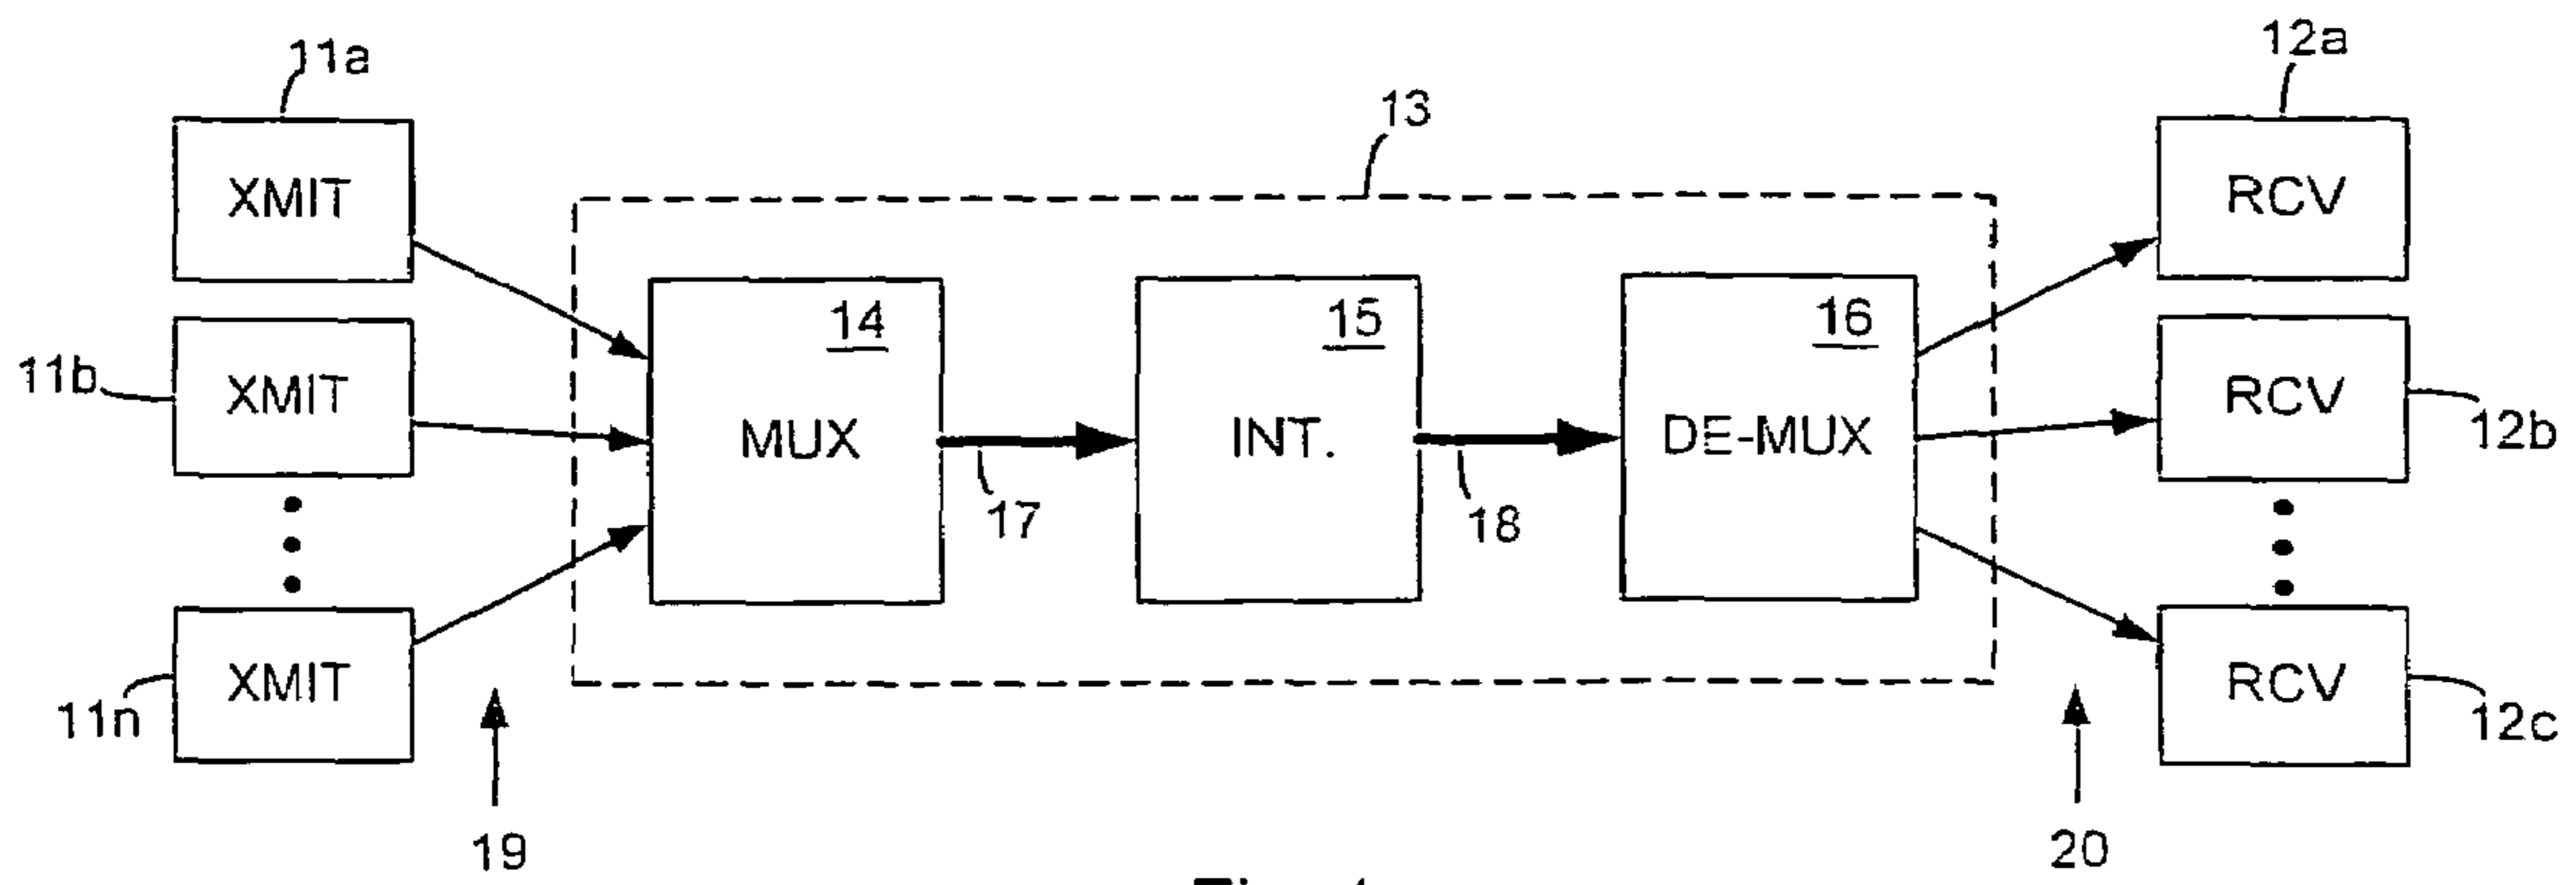 11a
12a
13
XMIT
RCV
14
15
16
11b
XMIT
RCV
12b
MUX
INT.
DE-MUX
17
18
XMIT
RCV
11n
12c
19
20